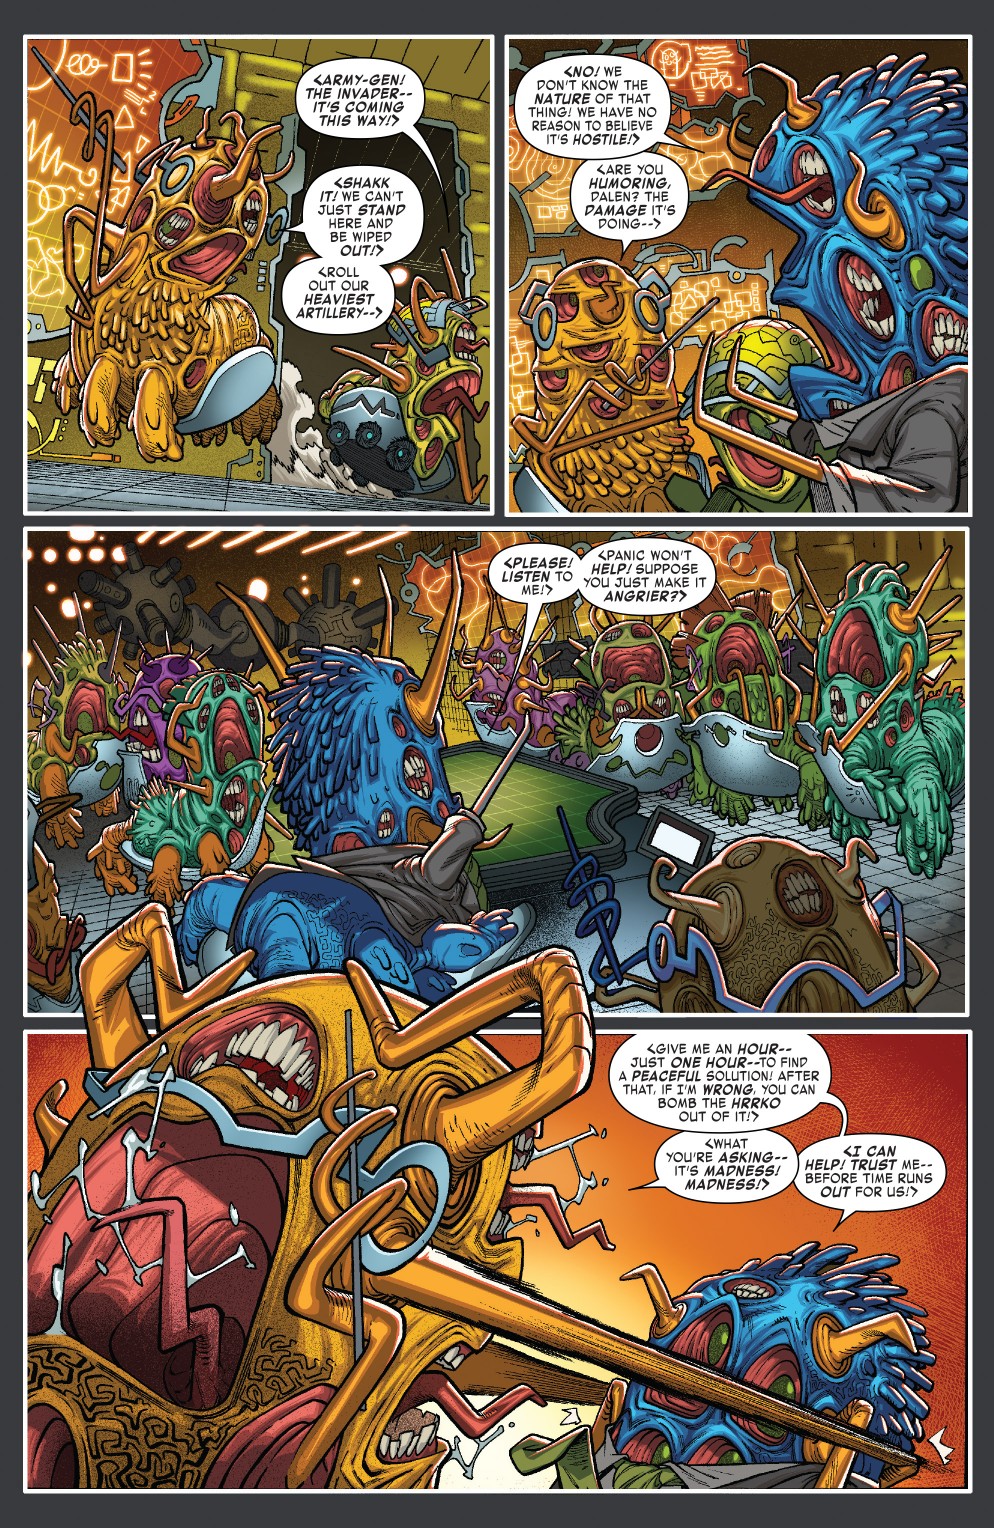 <ARMY-GEN!
THE INVADER--
IT'S COMING
THIS WAY!>
<SHAKK
IT! WE CAN'T
JUST STAND
HERE AND
BE WIPED
OUT!>
<ROLL
OUT OUR
HEAVIEST
ARTILLERY-->
<NO! WE
DON'T KNOW THE
NATURE OF THAT
THING! WE HAVE NO
REASON TO BELIEVE
IT'S HOSTILE!>
<ARE YOU
HUMORING,
DALEN? THE
DAMAGE IT'S
DOING-->
<PLEASE!
LISTEN TO
ME!>
<PANIC WON'T
HELP! SUPPOSE
YOU JUST MAKE IT
ANGRIER?>
<GIVE ME AN HOUR--
JUST ONE HOUR--TO FIND
A PEACEFUL SOLUTION! AFTER
THAT, IF I'M WRONG, YOU CAN
BOMB THE HRRKO
OUT OF IT!>
<WHAT
YOU'RE ASKING--
IT'S MADNESS!
MADNESS!>
<I CAN
HELP! TRUST ME--
BEFORE TIME RUNS
OUT FOR US!>